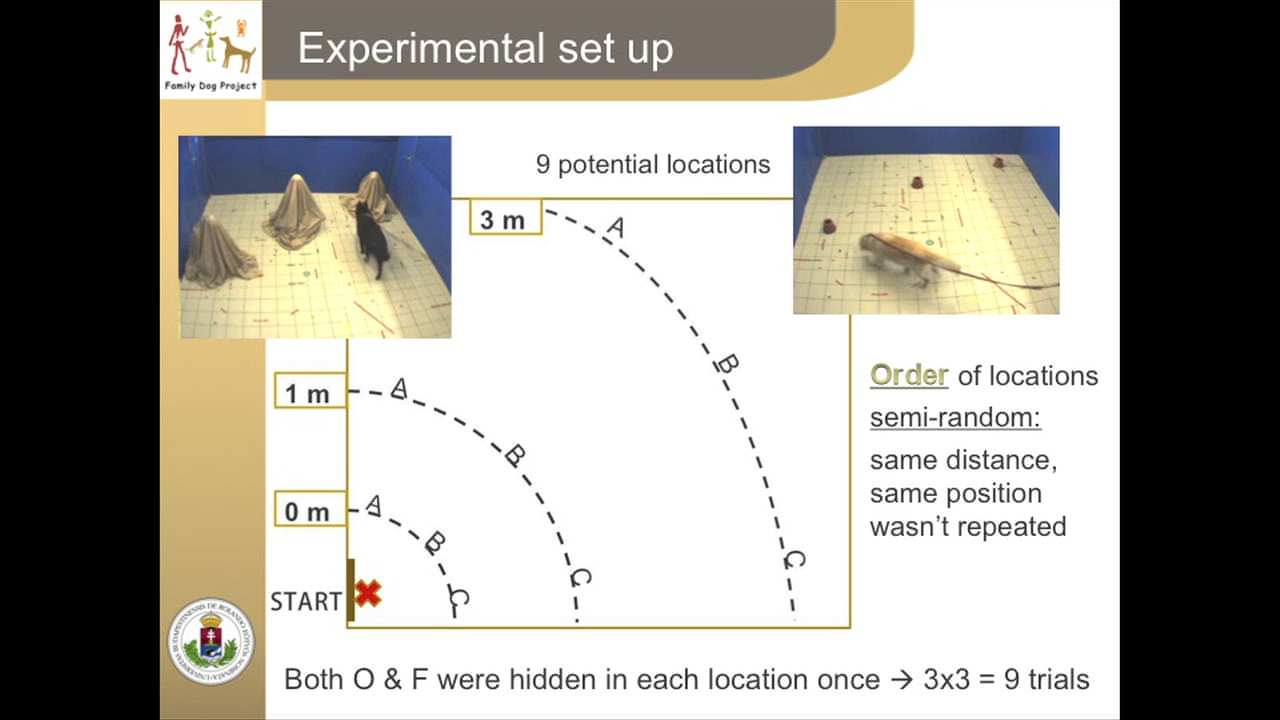 Experimental set up
Family Dog Project
9 potential locations
3 m
A
B
1 m
A
B
0 m
A
B
C
C
C
START
Order of locations
semi-random:
same distance,
same position
wasn't repeated
Both O & F were hidden in each location once → 3x3 = 9 trials